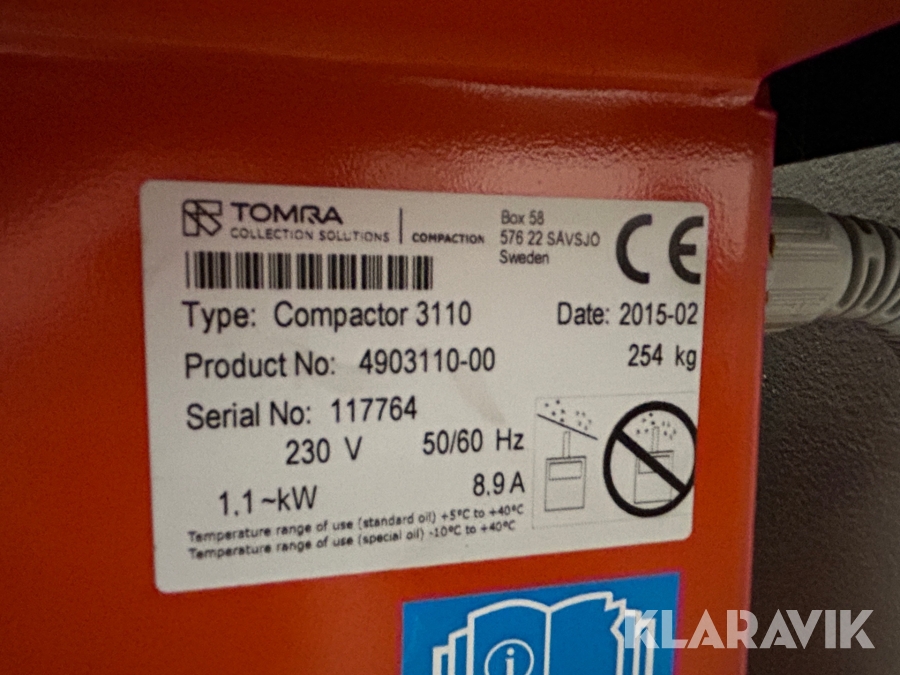 TOMRA
COLLECTION SOLUTIONS
COMPACTION
Box 58
576 22 SÄVSJÖ
Sweden
CE
Type: Compactor 3110
Date: 2015-02
Product No: 4903110-00
254 kg
Serial No: 117764
230 V
50/60 Hz
1.1~kW
8.9 A
Temperature range of use (standard oil) +5°C to +40°C
Temperature range of use (special oil) -10°C to +40°C
i
KLARAVIK